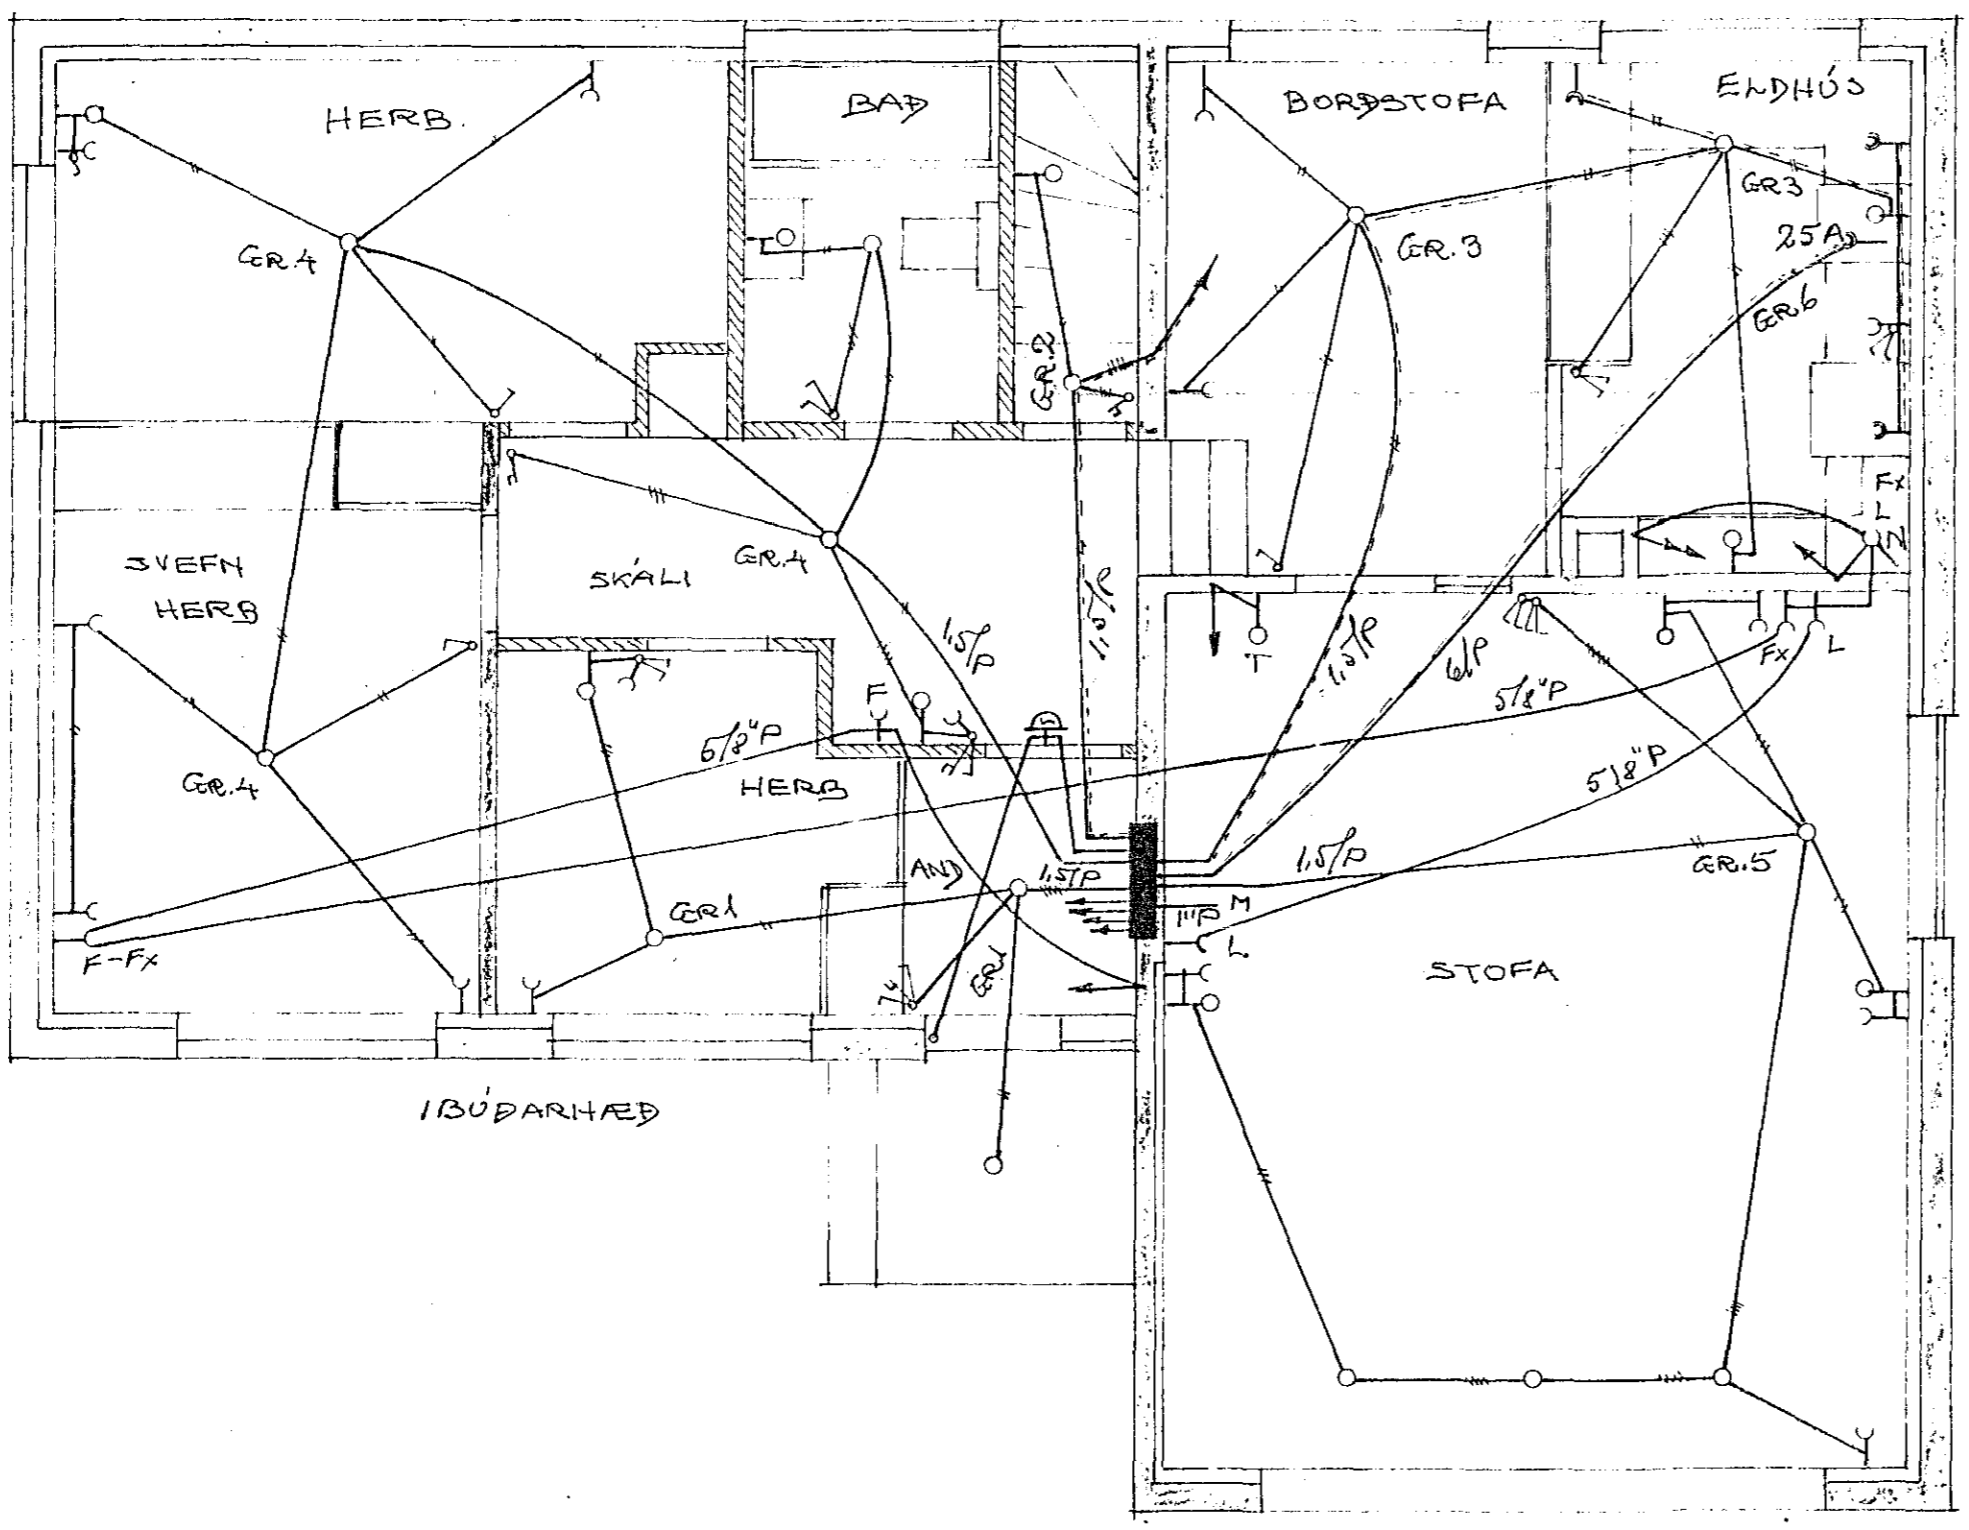 HERB.
BAÐ
BORÐSTOFA
ELDHÚS
GR3
GR.4
GR.3
25A
GR.6
GR.2
Fx
L
N
SVEFN
HERB
SKÁLI
GR.4
1,5/P
1,5/P
1,5/P
6/P
T
Fx
L
F
5/8"P
5/8"P
5/8"P
GR.4
HERB
AND
1,5/P
1,5/P
GR.5
GR1
M
1"P
L
F-Fx
GR1
STOFA
IBÚÐARHÆÐ